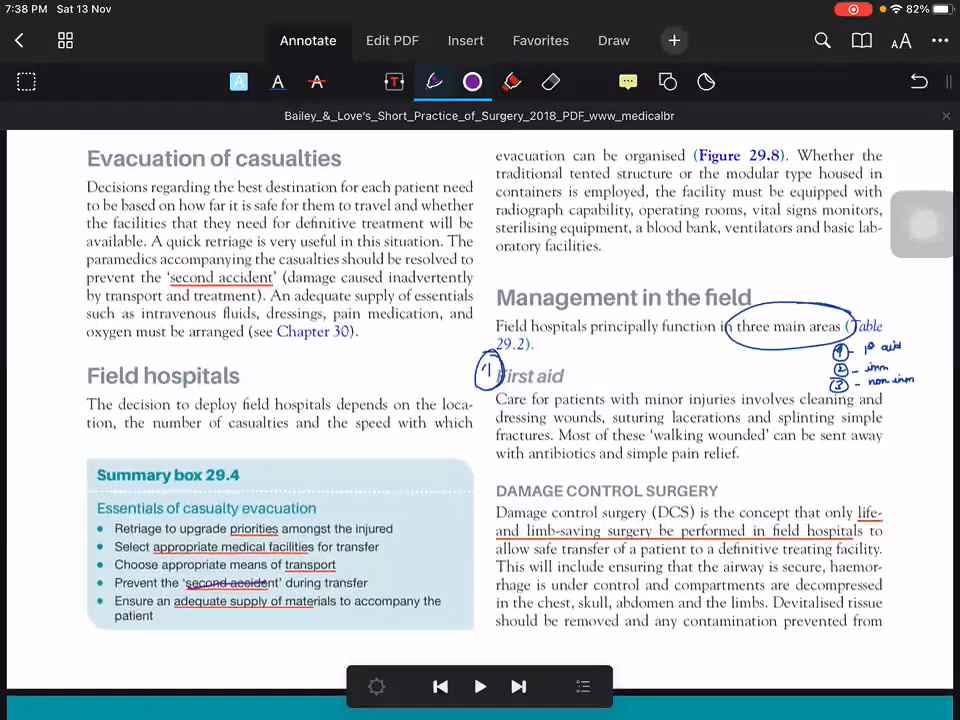 7:38 PM Sat 13 Nov
82%
Annotate Edit PDF Insert Favorites Draw
AA
A A A T
Bailey_&_Love's_Short_Practice_of_Surgery_2018_PDF_www_medicalbr
Evacuation of casualties
Decisions regarding the best destination for each patient need
to be based on how far it is safe for them to travel and whether
the facilities that they need for definitive treatment will be
available. A quick retriage is very useful in this situation. The
paramedics accompanying the casualties should be resolved to
prevent the ‘second accident’ (damage caused inadvertently
by transport and treatment). An adequate supply of essentials
such as intravenous fluids, dressings, pain medication, and
oxygen must be arranged (see Chapter 30).
Field hospitals
The decision to deploy field hospitals depends on the loca-
tion, the number of casualties and the speed with which
Summary box 29.4
Essentials of casualty evacuation
• Retriage to upgrade priorities amongst the injured
• Select appropriate medical facilities for transfer
• Choose appropriate means of transport
• Prevent the ‘second accident’ during transfer
• Ensure an adequate supply of materials to accompany the
patient
evacuation can be organised (Figure 29.8). Whether the
traditional tented structure or the modular type housed in
containers is employed, the facility must be equipped with
radiograph capability, operating rooms, vital signs monitors,
sterilising equipment, a blood bank, ventilators and basic lab-
oratory facilities.
Management in the field
Field hospitals principally function in three main areas (Table
29.2).
1 - 1º aid
2 - imm
3 - non imm
1
First aid
Care for patients with minor injuries involves cleaning and
dressing wounds, suturing lacerations and splinting simple
fractures. Most of these ‘walking wounded’ can be sent away
with antibiotics and simple pain relief.
DAMAGE CONTROL SURGERY
Damage control surgery (DCS) is the concept that only life-
and limb-saving surgery be performed in field hospitals to
allow safe transfer of a patient to a definitive treating facility.
This will include ensuring that the airway is secure, haemor-
rhage is under control and compartments are decompressed
in the chest, skull, abdomen and the limbs. Devitalised tissue
should be removed and any contamination prevented from